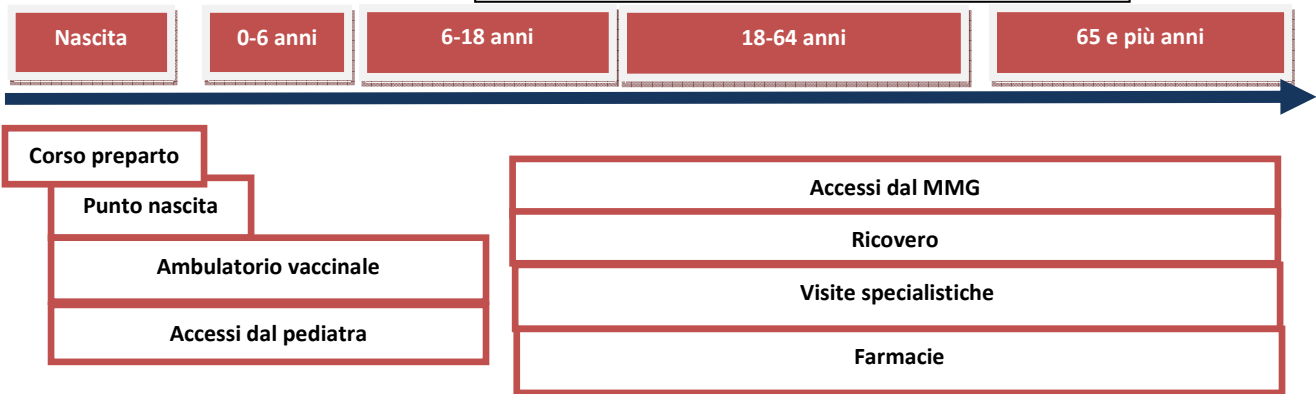 Nascita
0-6 anni
6-18 anni
18-64 anni
65 e più anni
Corso preparto
Punto nascita
Ambulatorio vaccinale
Accessi dal pediatra
Accessi dal MMG
Ricovero
Visite specialistiche
Farmacie